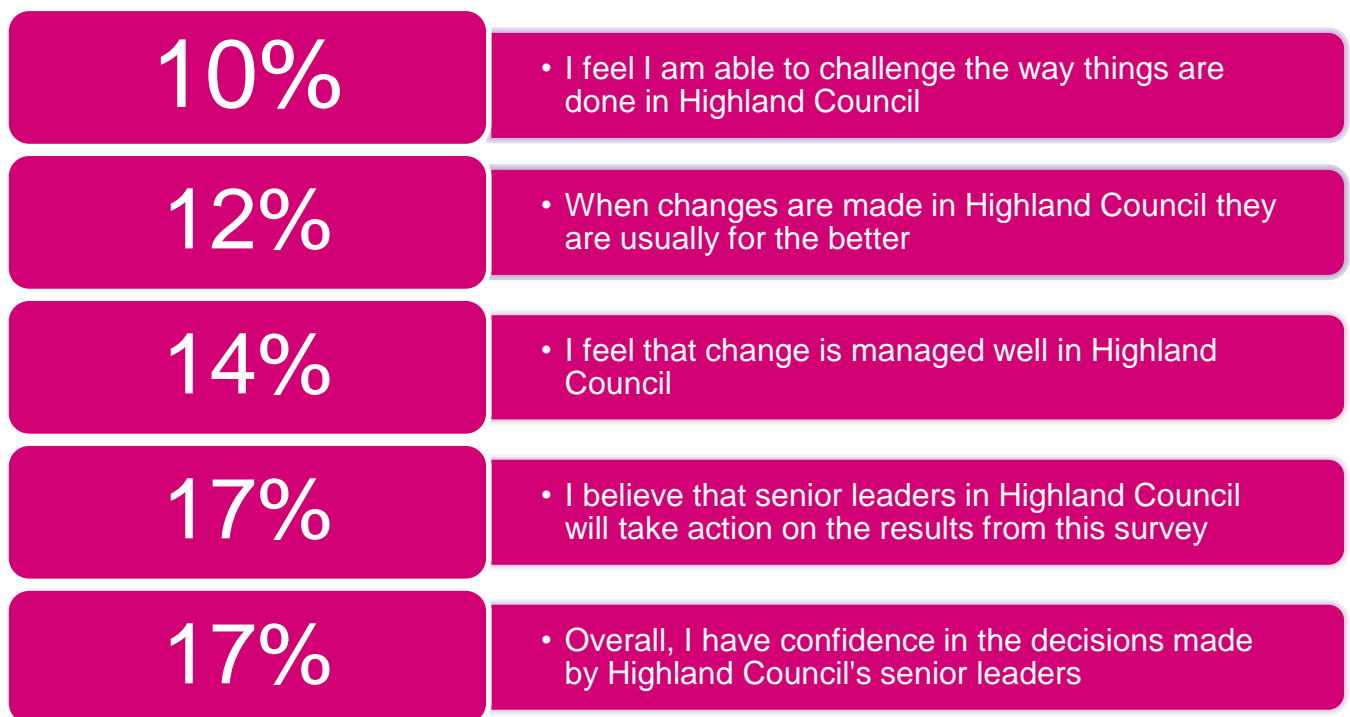 10%
• I feel I am able to challenge the way things are
done in Highland Council
12%
• When changes are made in Highland Council they
are usually for the better
14%
• I feel that change is managed well in Highland
Council
17%
• I believe that senior leaders in Highland Council
will take action on the results from this survey
17%
• Overall, I have confidence in the decisions made
by Highland Council's senior leaders